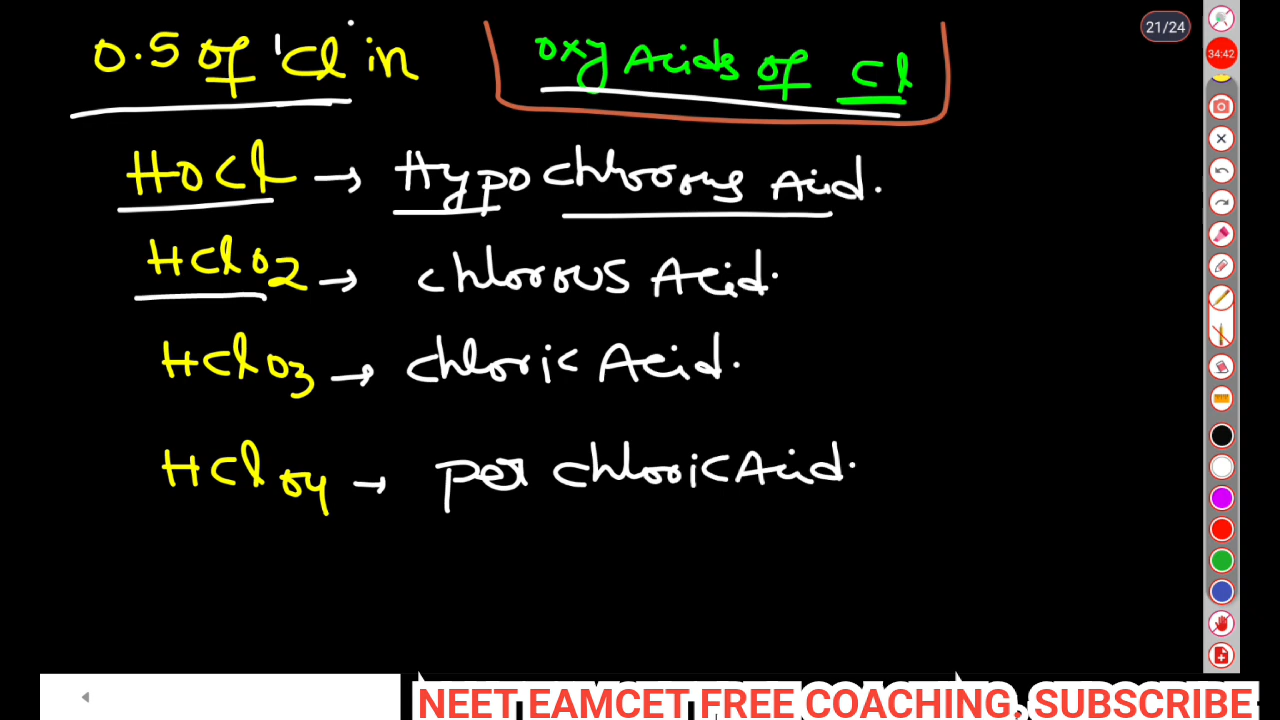 0.5 of 'Cl in
oxy Acids of Cl
21/24
34:42
HOCl → Hypochlorous Acid.
HClO2 → chlorous Acid.
HClO3 → chloric Acid.
HClO4 → per chloric Acid.
NEET EAMCET FREE COACHING, SUBSCRIBE